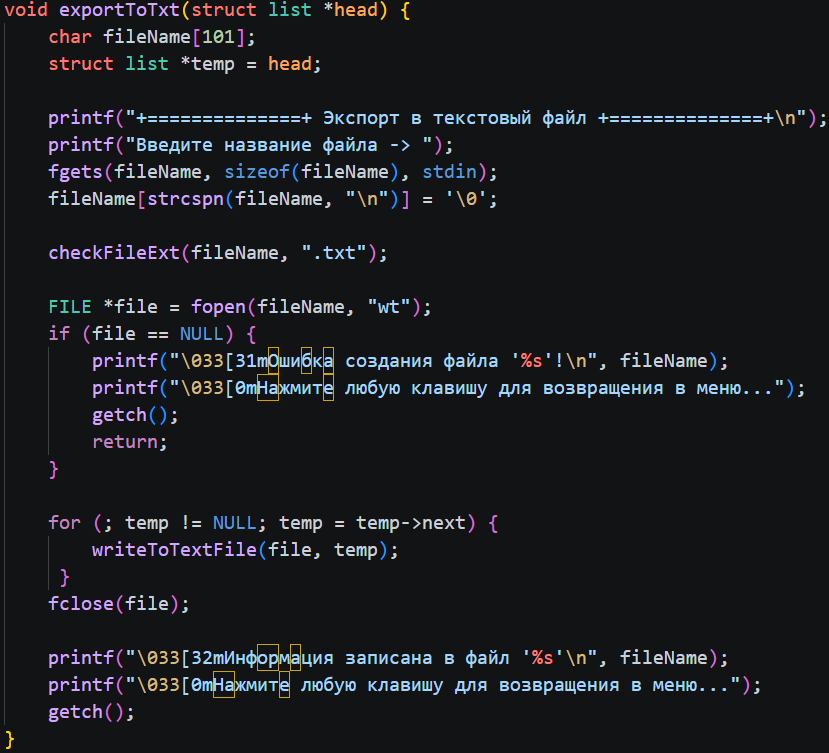 void exportToTxt(struct list *head) {
    char fileName[101];
    struct list *temp = head;

    printf("+==============+ Экспорт в текстовый файл +==============+\n");
    printf("Введите название файла -> ");
    fgets(fileName, sizeof(fileName), stdin);
    fileName[strcspn(fileName, "\n")] = '\0';

    checkFileExt(fileName, ".txt");

    FILE *file = fopen(fileName, "wt");
    if (file == NULL) {
        printf("\033[31mОшибка создания файла '%s'!\n", fileName);
        printf("\033[0mНажмите любую клавишу для возвращения в меню...");
        getch();
        return;
    }

    for (; temp != NULL; temp = temp->next) {
        writeToTextFile(file, temp);
     }
    fclose(file);

    printf("\033[32mИнформация записана в файл '%s'\n", fileName);
    printf("\033[0mНажмите любую клавишу для возвращения в меню...");
    getch();
}